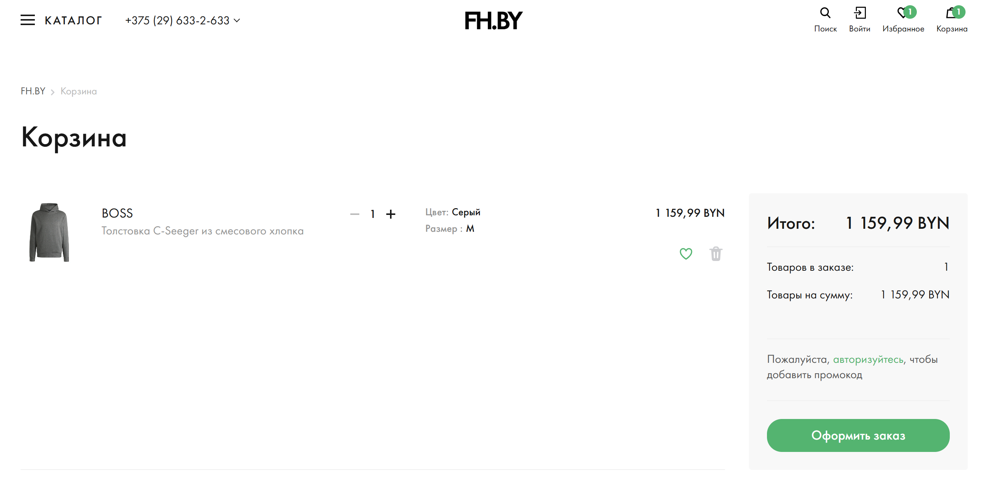 КАТАЛОГ +375 (29) 633-2-633 FH.BY 1 1
Поиск Войти Избранное Корзина
FH.BY Корзина
Корзина
BOSS 1 Цвет: Серый 1 159,99 BYN
Толстовка C-Seeger из смесового хлопка Размер : M
Итого: 1 159,99 BYN
Товаров в заказе: 1
Товары на сумму: 1 159,99 BYN
Пожалуйста, авторизуйтесь, чтобы
добавить промокод
Оформить заказ